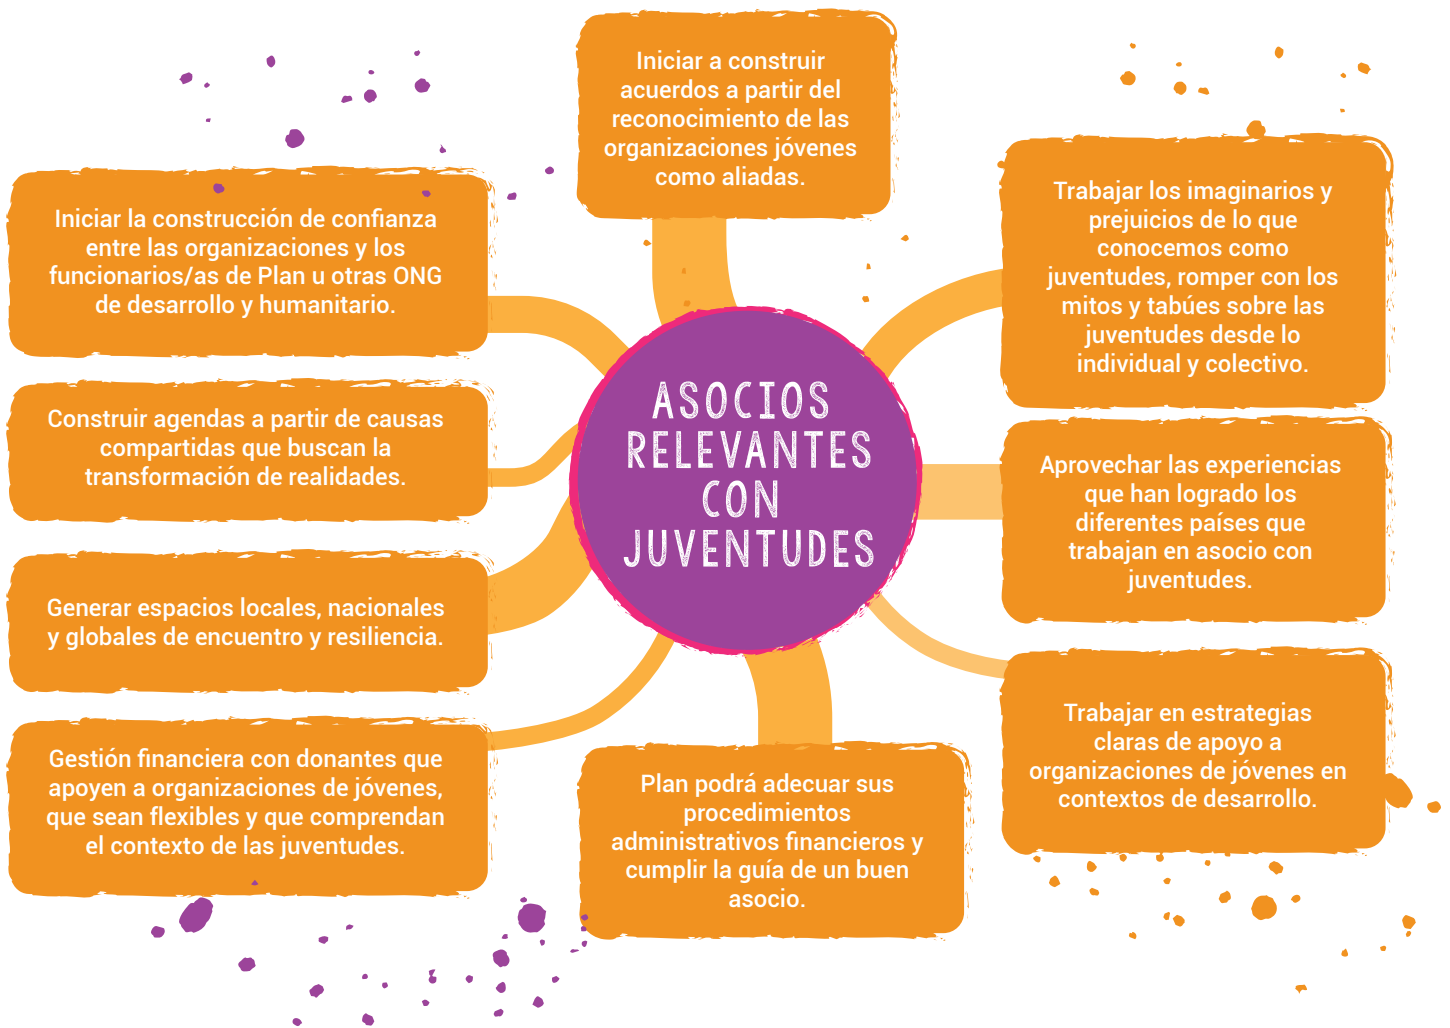 Iniciar a construir
acuerdos a partir del
reconocimiento de las
organizaciones jóvenes
como aliadas.
Iniciar la construcción de confianza
entre las organizaciones y los
funcionarios/as de Plan u otras ONG
de desarrollo y humanitario.
Trabajar los imaginarios y
prejuicios de lo que
conocemos como
juventudes, romper con los
mitos y tabúes sobre las
juventudes desde lo
individual y colectivo.
Construir agendas a partir de causas
compartidas que buscan la
transformación de realidades.
ASOCIOS
RELEVANTES
CON
JUVENTUDES
Aprovechar las experiencias
que han logrado los
diferentes países que
trabajan en asocio con
juventudes.
Generar espacios locales, nacionales
y globales de encuentro y resiliencia.
Trabajar en estrategias
claras de apoyo a
organizaciones de jóvenes en
contextos de desarrollo.
Gestión financiera con donantes que
apoyen a organizaciones de jóvenes,
que sean flexibles y que comprendan
el contexto de las juventudes.
Plan podrá adecuar sus
procedimientos
administrativos financieros y
cumplir la guía de un buen
asocio.